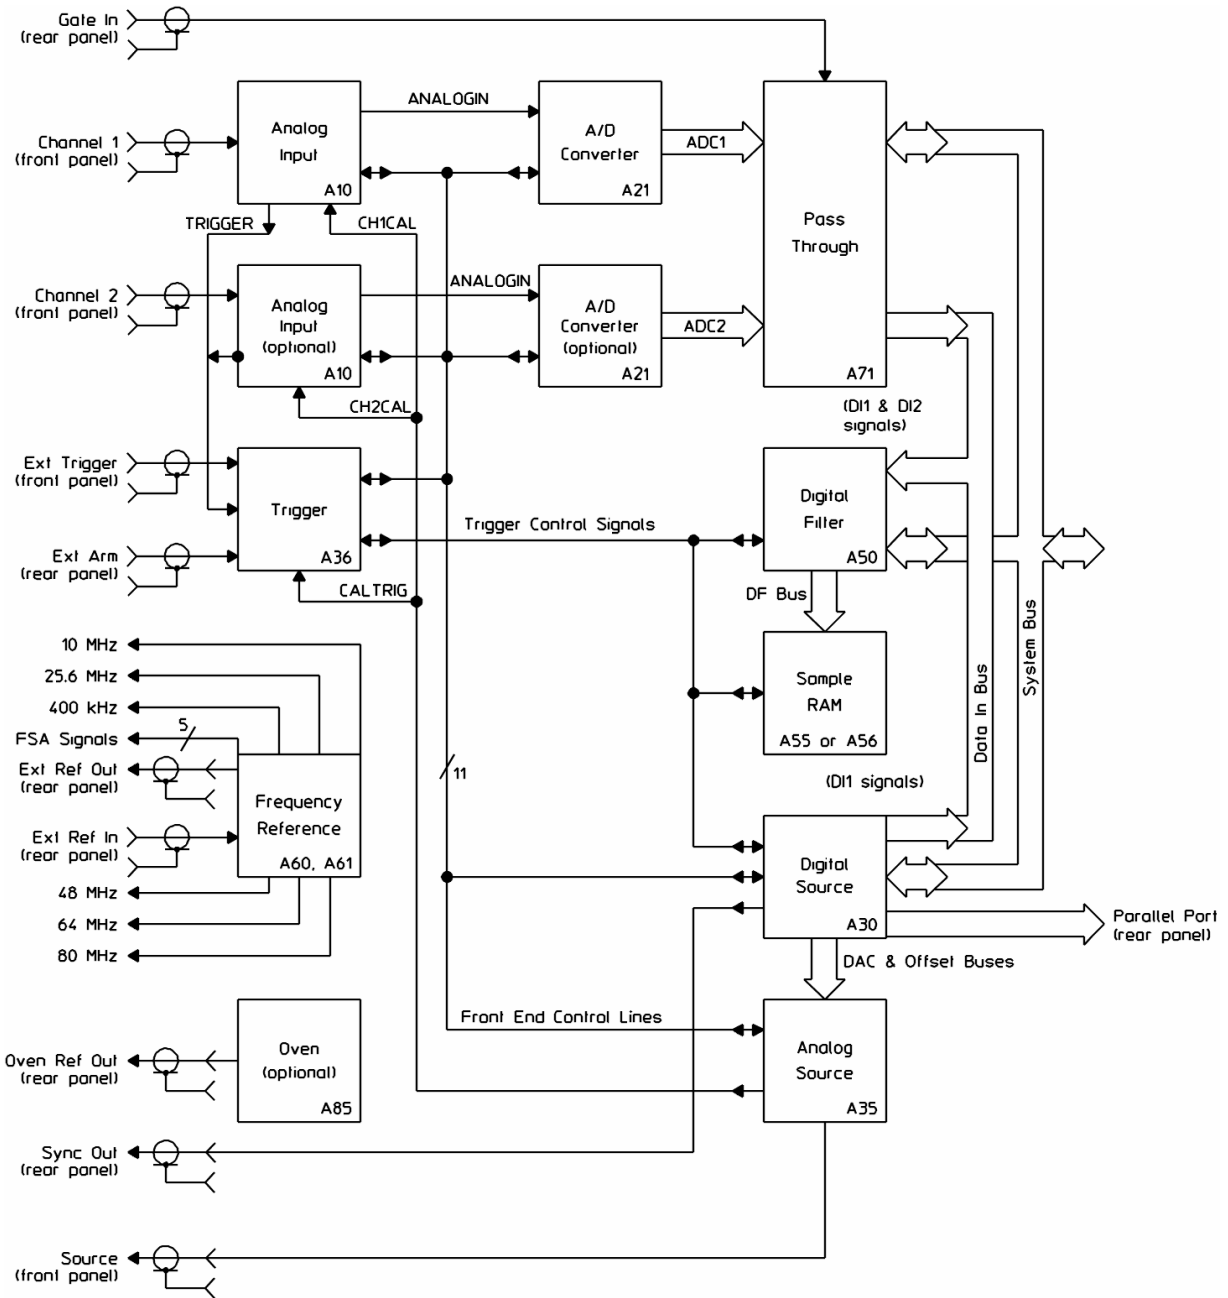 Gate In
(rear panel)
Channel 1
(front panel)
Analog
Input
A10
ANALOGIN
A/D
Converter
A21
ADC1
Pass
Through
A71
TRIGGER
CH1CAL
Channel 2
(front panel)
Analog
Input
(optional)
A10
ANALOGIN
A/D
Converter
(optional)
A21
ADC2
CH2CAL
(DI1 & DI2
signals)
Ext Trigger
(front panel)
Trigger
A36
Ext Arm
(rear panel)
Trigger Control Signals
Digital
Filter
A50
CALTRIG
DF Bus
Sample
RAM
A55 or A56
Data In Bus
System Bus
10 MHz
25.6 MHz
400 kHz
FSA Signals
5
Ext Ref Out
(rear panel)
Frequency
Reference
A60, A61
Ext Ref In
(rear panel)
48 MHz
64 MHz
80 MHz
11
(DI1 signals)
Digital
Source
A30
Parallel Port
(rear panel)
DAC & Offset Buses
Front End Control Lines
Analog
Source
A35
Oven Ref Out
(rear panel)
Oven
(optional)
A85
Sync Out
(rear panel)
Source
(front panel)